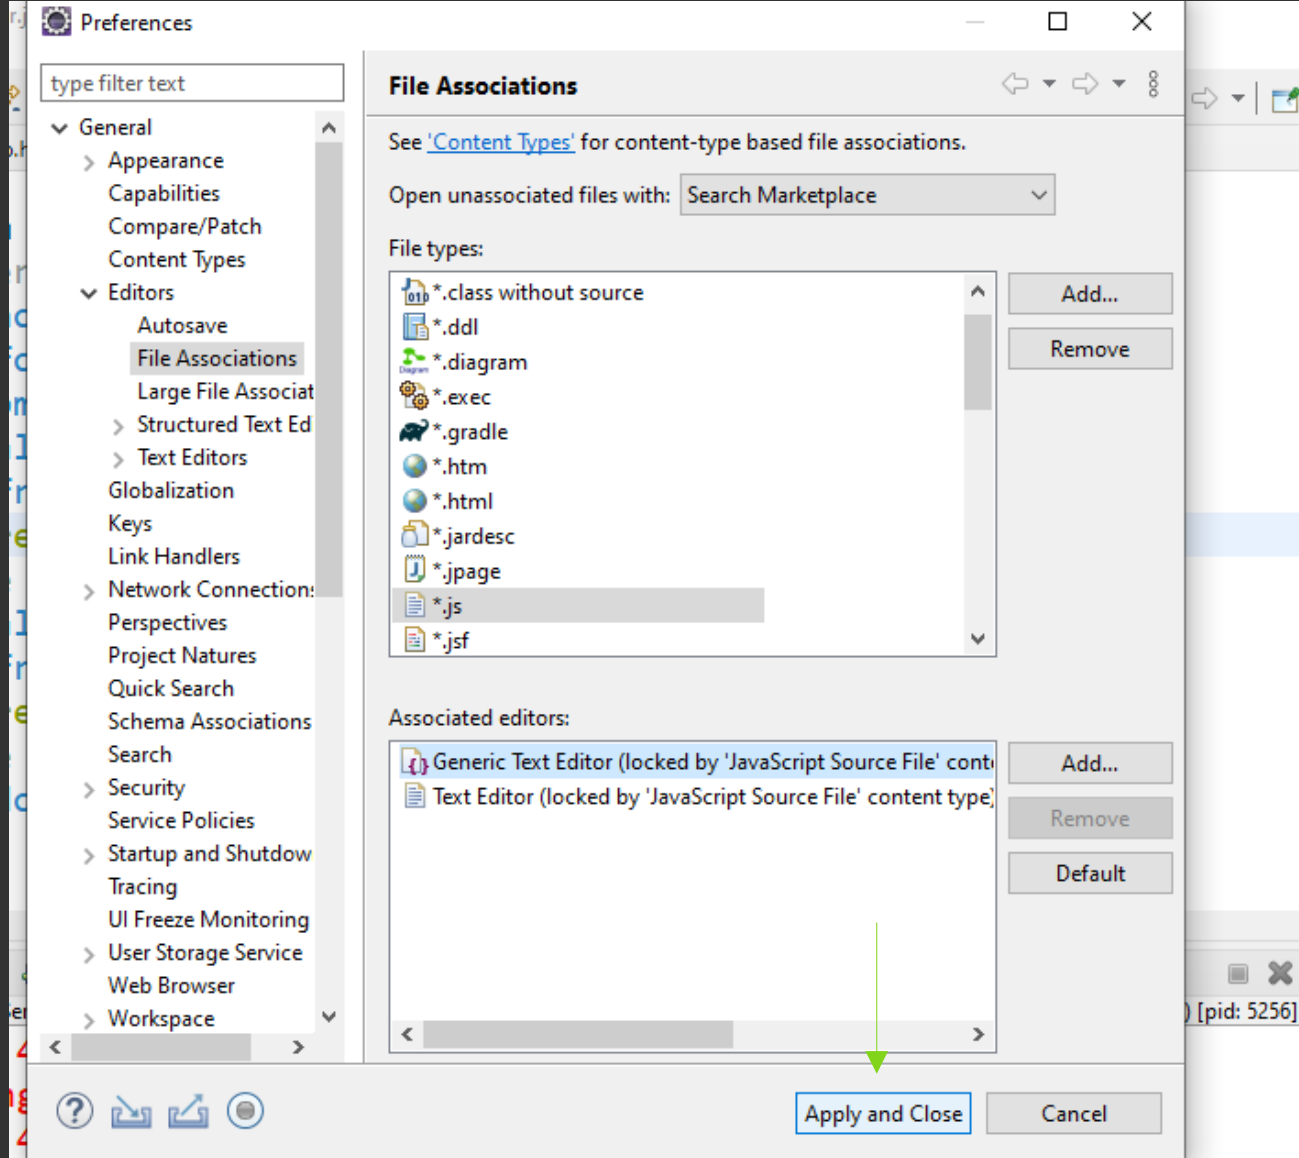 Preferences
type filter text
General
Appearance
Capabilities
Compare/Patch
Content Types
Editors
Autosave
File Associations
Large File Associat
Structured Text Ed
Text Editors
Globalization
Keys
Link Handlers
Network Connection
Perspectives
Project Natures
Quick Search
Schema Associations
Search
Security
Service Policies
Startup and Shutdow
Tracing
UI Freeze Monitoring
User Storage Service
Web Browser
Workspace
File Associations
See 'Content Types' for content-type based file associations.
Open unassociated files with: Search Marketplace
File types:
*.class without source
*.ddl
*.diagram
*.exec
*.gradle
*.htm
*.html
*.jardesc
*.jpage
*.js
*.jsf
Add...
Remove
Associated editors:
Generic Text Editor (locked by 'JavaScript Source File' cont
Text Editor (locked by 'JavaScript Source File' content type)
Add...
Remove
Default
) [pid: 5256]
Apply and Close
Cancel